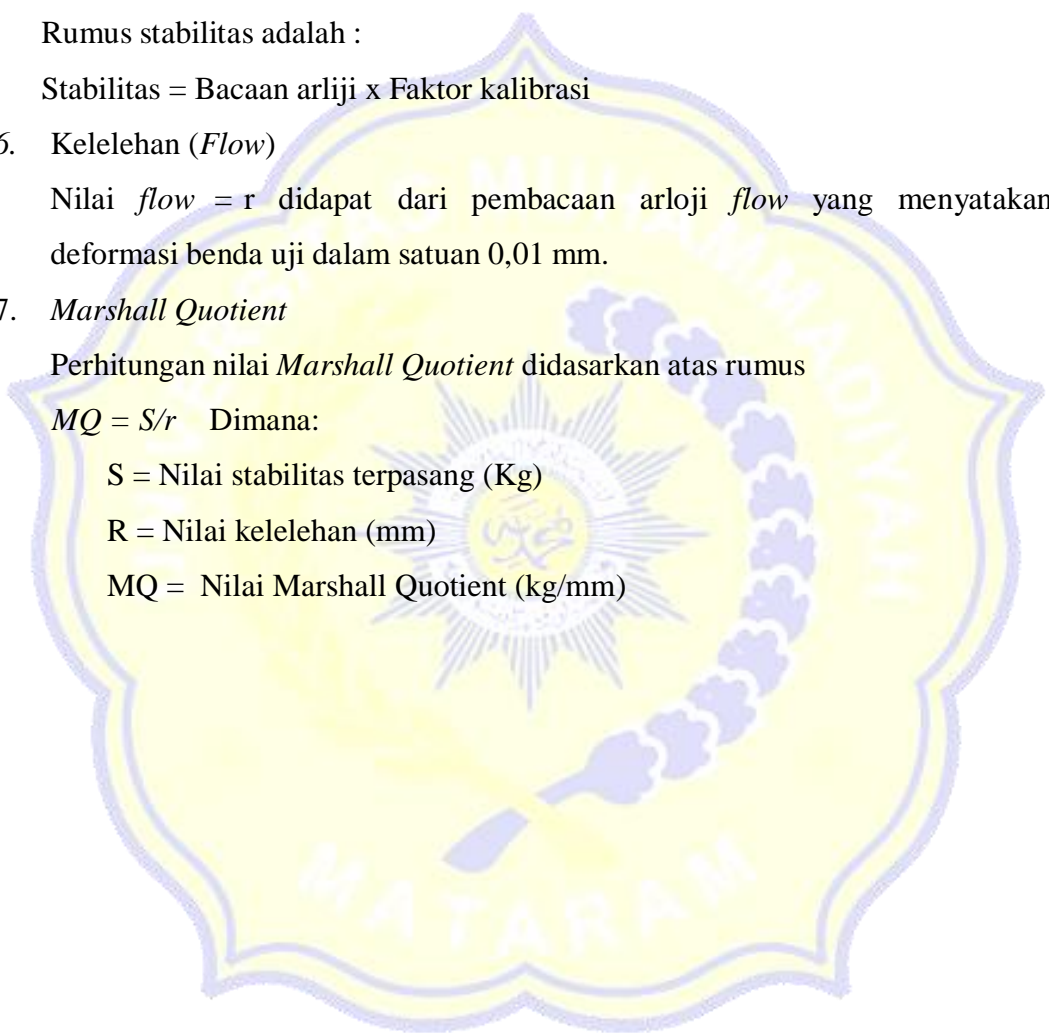 Rumus stabilitas adalah :
Stabilitas = Bacaan arliji x Faktor kalibrasi
6. Kelelehan (Flow)
Nilai flow = r didapat dari pembacaan arloji flow yang menyatakan
deformasi benda uji dalam satuan 0,01 mm.
7. Marshall Quotient
Perhitungan nilai Marshall Quotient didasarkan atas rumus
MQ = S/r Dimana:
S = Nilai stabilitas terpasang (Kg)
R = Nilai kelelehan (mm)
MQ = Nilai Marshall Quotient (kg/mm)
MUHAMMADIYAH
MATARAM